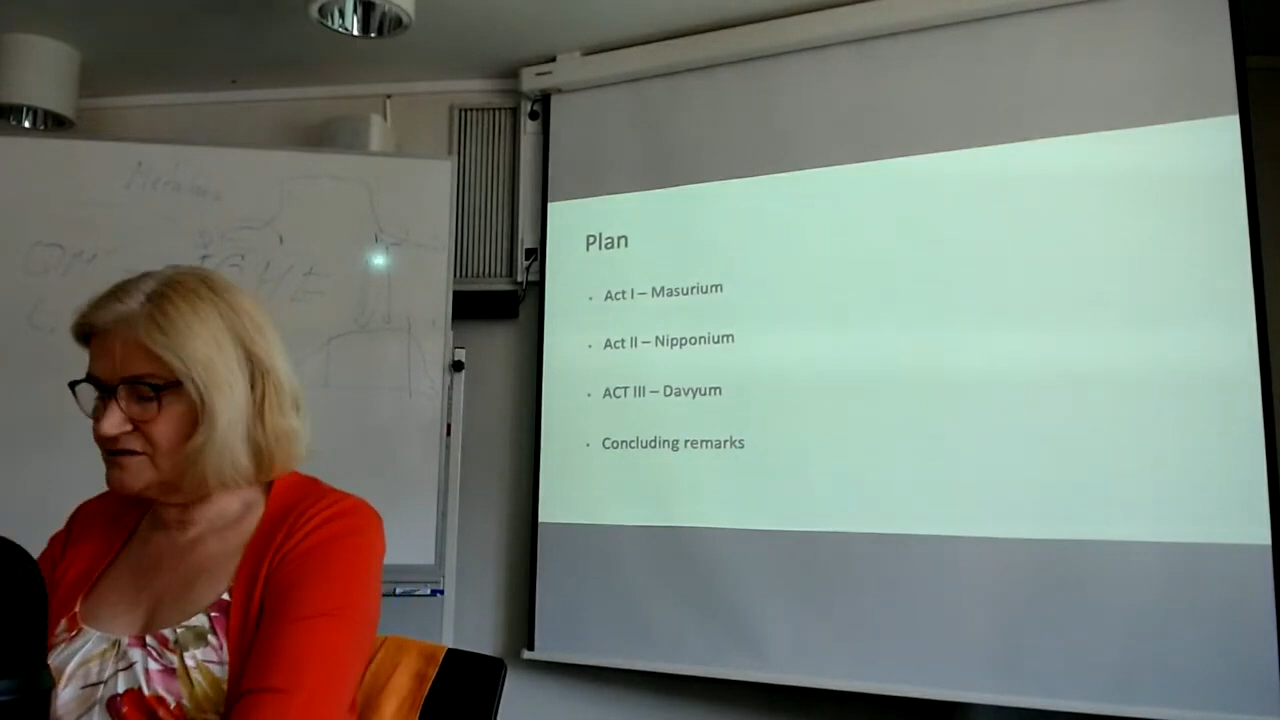 Plan
• Act I – Masurium
• Act II – Nipponium
• ACT III – Davyum
• Concluding remarks